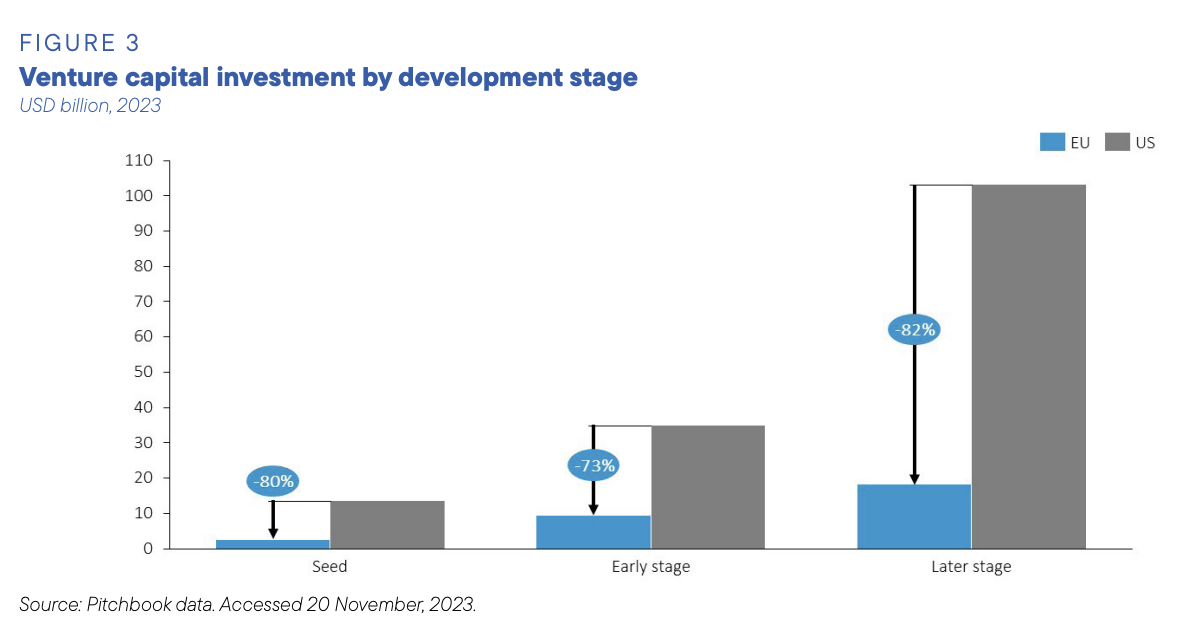 FIGURE 3
Venture capital investment by development stage
USD billion, 2023
EU US
110
100
90
80
70
60
50
40
30
20
10
0
-80%
-73%
-82%
Seed Early stage Later stage
Source: Pitchbook data. Accessed 20 November, 2023.